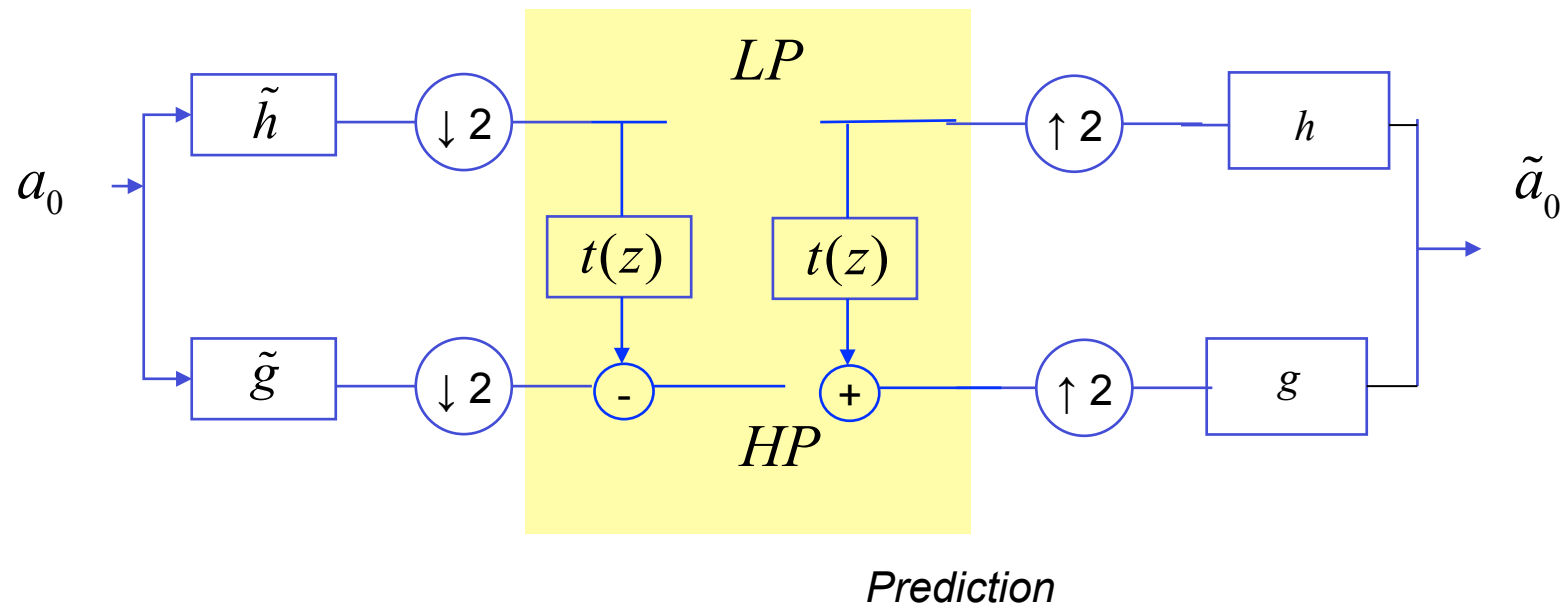 LP
h̃
↓ 2
↑ 2
h
a₀
ã₀
t(z)
t(z)
g̃
↓ 2
-
+
↑ 2
g
HP
Prediction